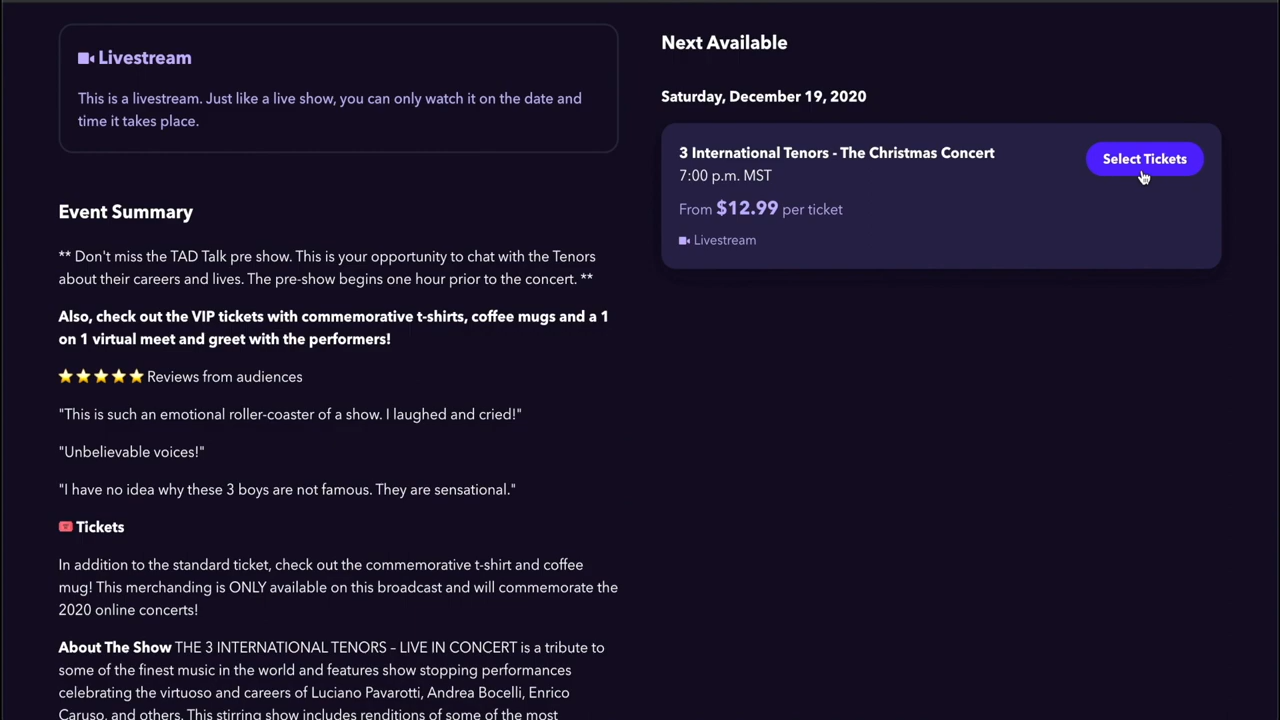 Livestream
This is a livestream. Just like a live show, you can only watch it on the date and
time it takes place.
Event Summary
** Don't miss the TAD Talk pre show. This is your opportunity to chat with the Tenors
about their careers and lives. The pre-show begins one hour prior to the concert. **
Also, check out the VIP tickets with commemorative t-shirts, coffee mugs and a 1
on 1 virtual meet and greet with the performers!
⭐⭐⭐⭐⭐ Reviews from audiences
"This is such an emotional roller-coaster of a show. I laughed and cried!"
"Unbelievable voices!"
"I have no idea why these 3 boys are not famous. They are sensational."
Tickets
In addition to the standard ticket, check out the commemorative t-shirt and coffee
mug! This merchanding is ONLY available on this broadcast and will commemorate the
2020 online concerts!
About The Show THE 3 INTERNATIONAL TENORS – LIVE IN CONCERT is a tribute to
some of the finest music in the world and features show stopping performances
celebrating the virtuoso and careers of Luciano Pavarotti, Andrea Bocelli, Enrico
Caruso, and others. This stirring show includes renditions of some of the most
Next Available
Saturday, December 19, 2020
3 International Tenors - The Christmas Concert
Select Tickets
7:00 p.m. MST
From $12.99 per ticket
Livestream